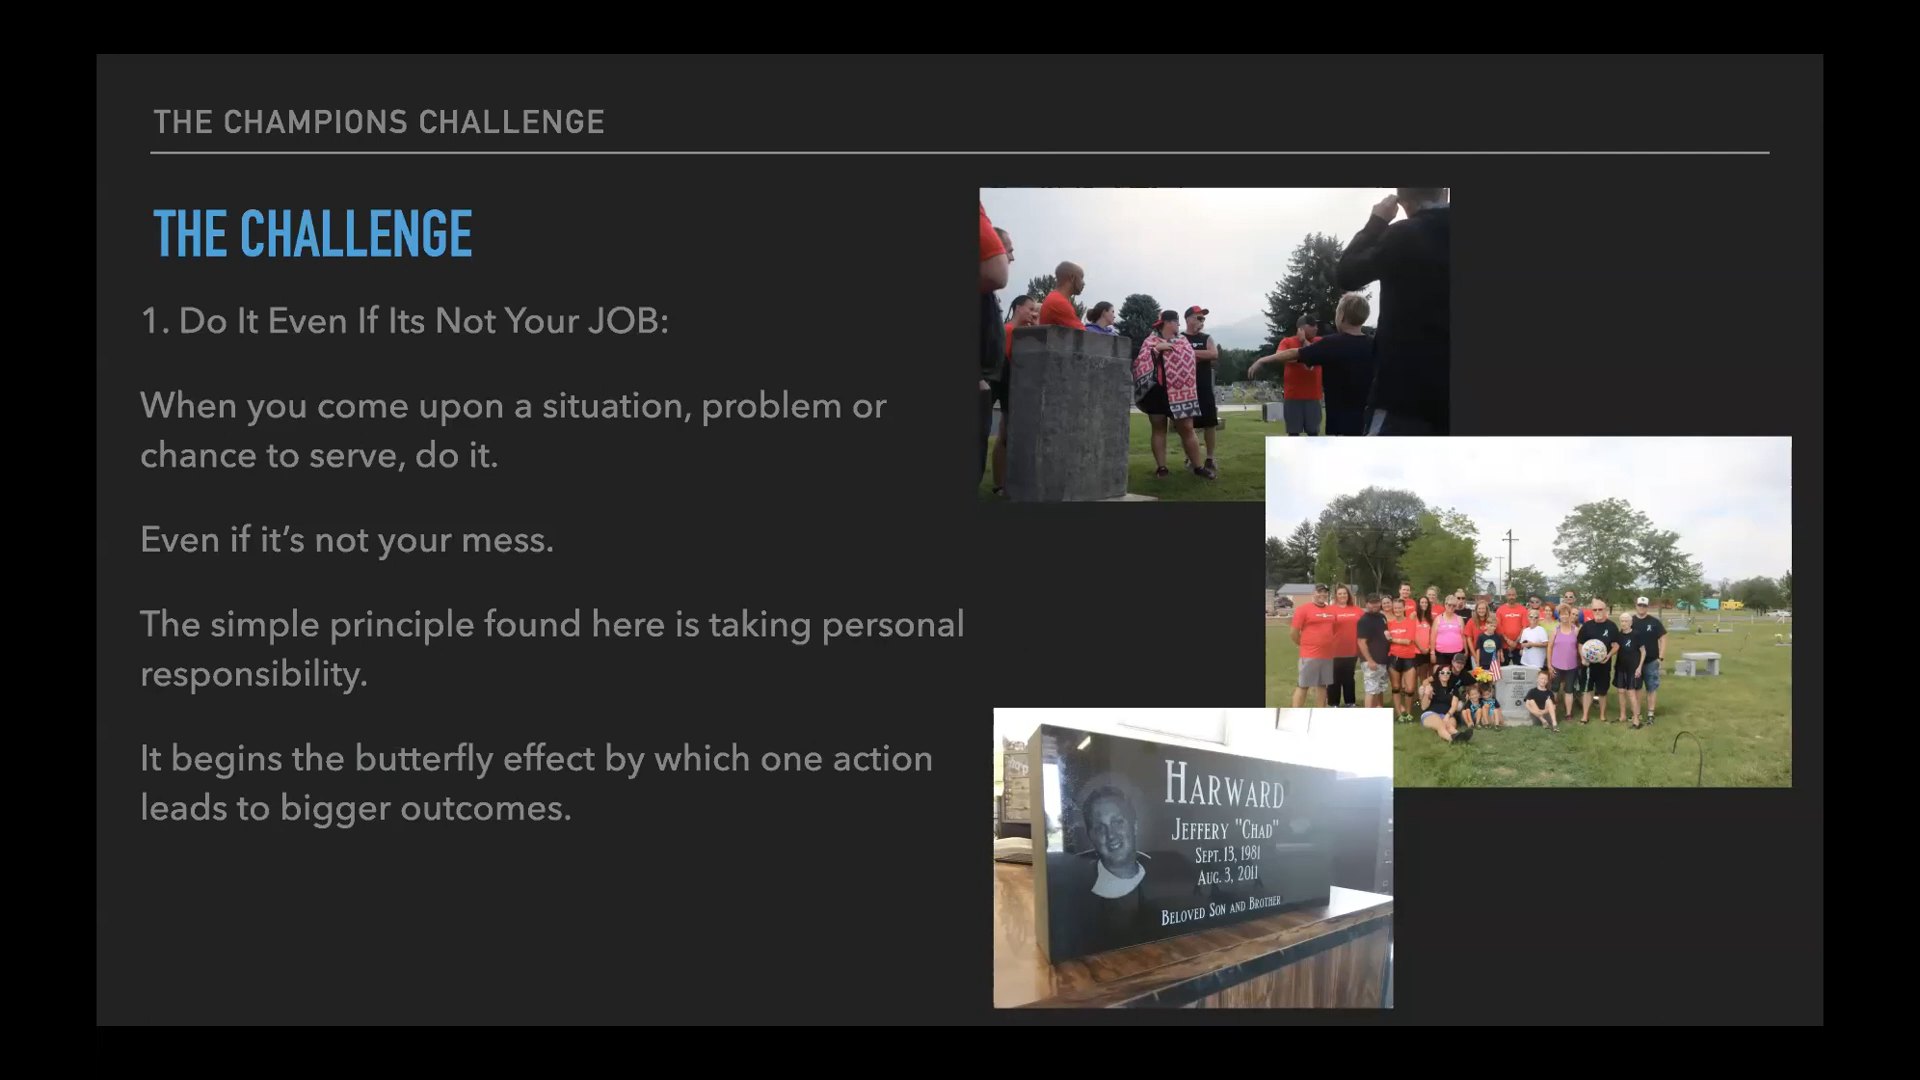 THE CHAMPIONS CHALLENGE
THE CHALLENGE
1. Do It Even If Its Not Your JOB:
When you come upon a situation, problem or
chance to serve, do it.
Even if it’s not your mess.
The simple principle found here is taking personal
responsibility.
It begins the butterfly effect by which one action
leads to bigger outcomes.
HARWARD
JEFFERY "CHAD"
SEPT. 13, 1981
AUG. 3, 2011
BELOVED SON AND BROTHER